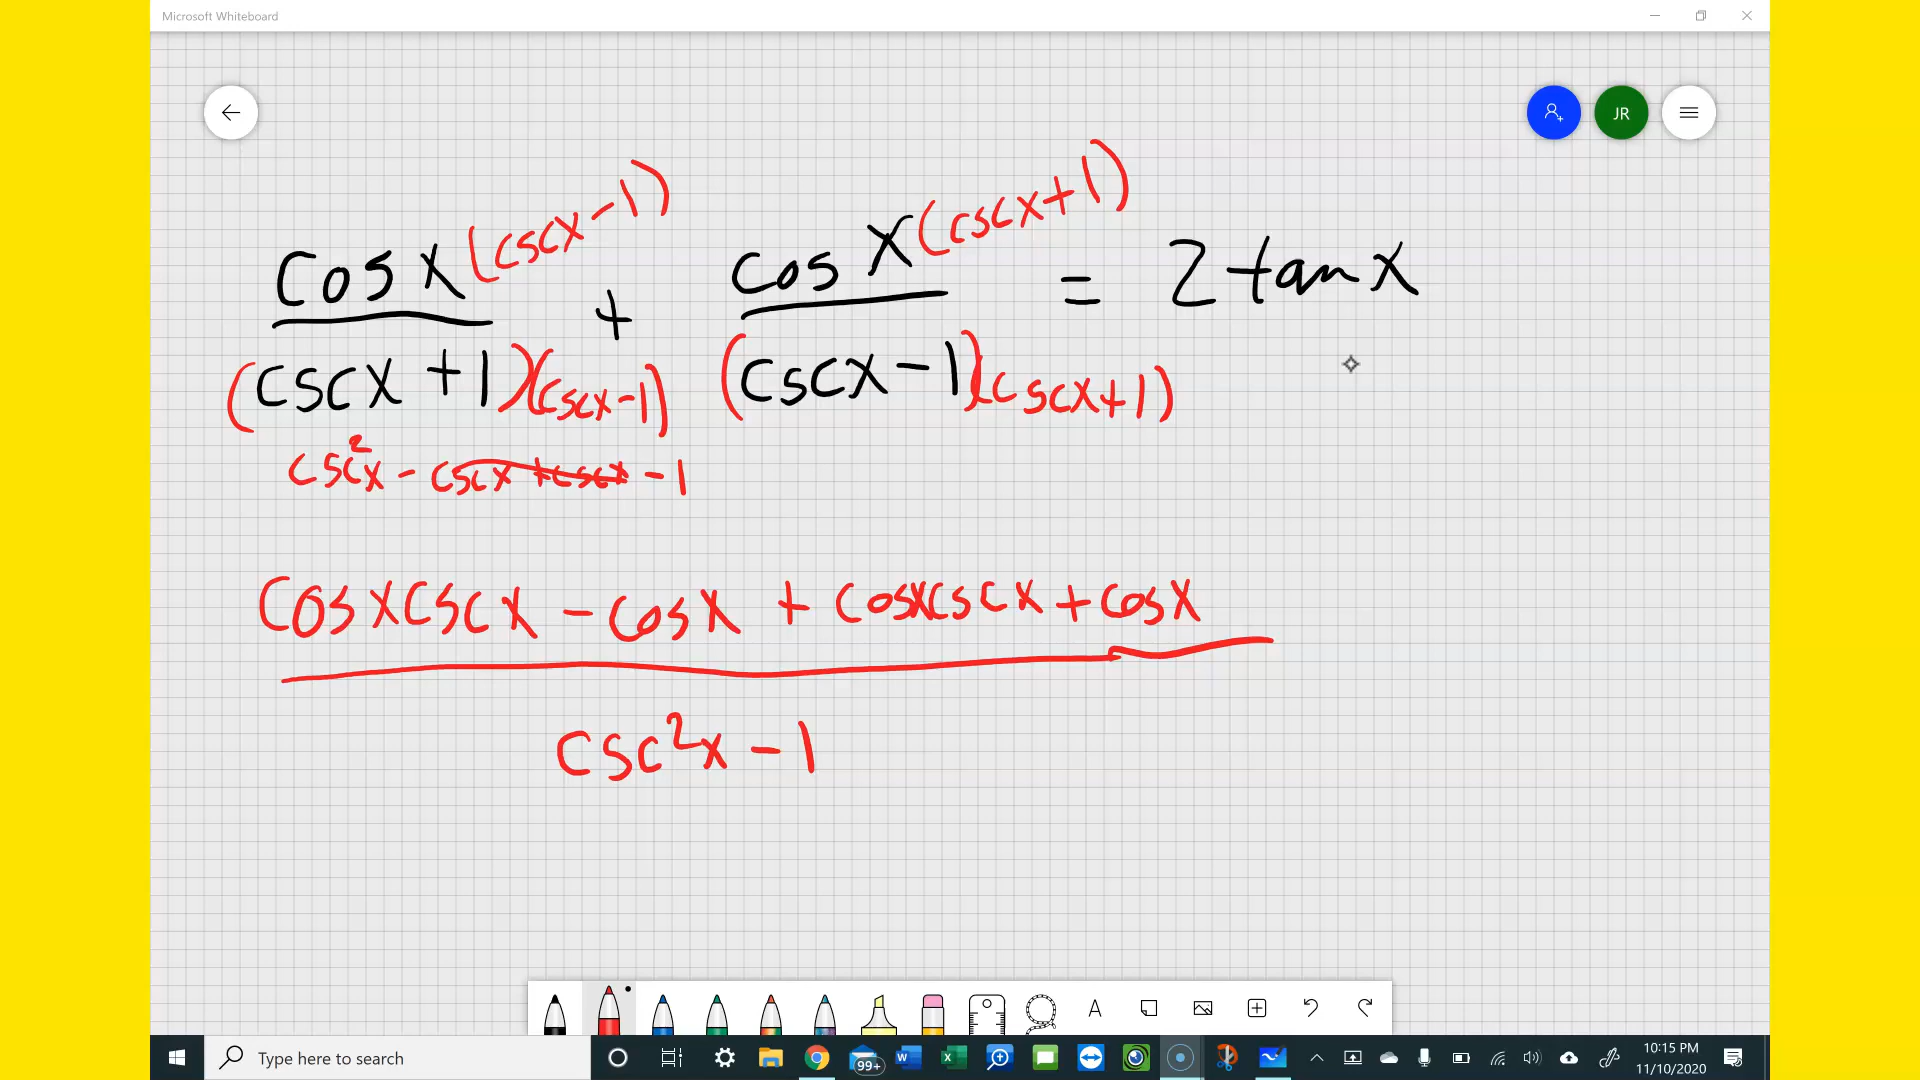 Microsoft Whiteboard
JR
cos x (cscx - 1) + cos x (cscx + 1) = 2 tan x
(cscx + 1)(cscx - 1) (cscx - 1)(cscx + 1)
csc²x - cscx + cscx - 1
cosxcscx - cosx + cosxcscx + cosx
csc²x - 1
A
Type here to search
99+
10:15 PM
11/10/2020